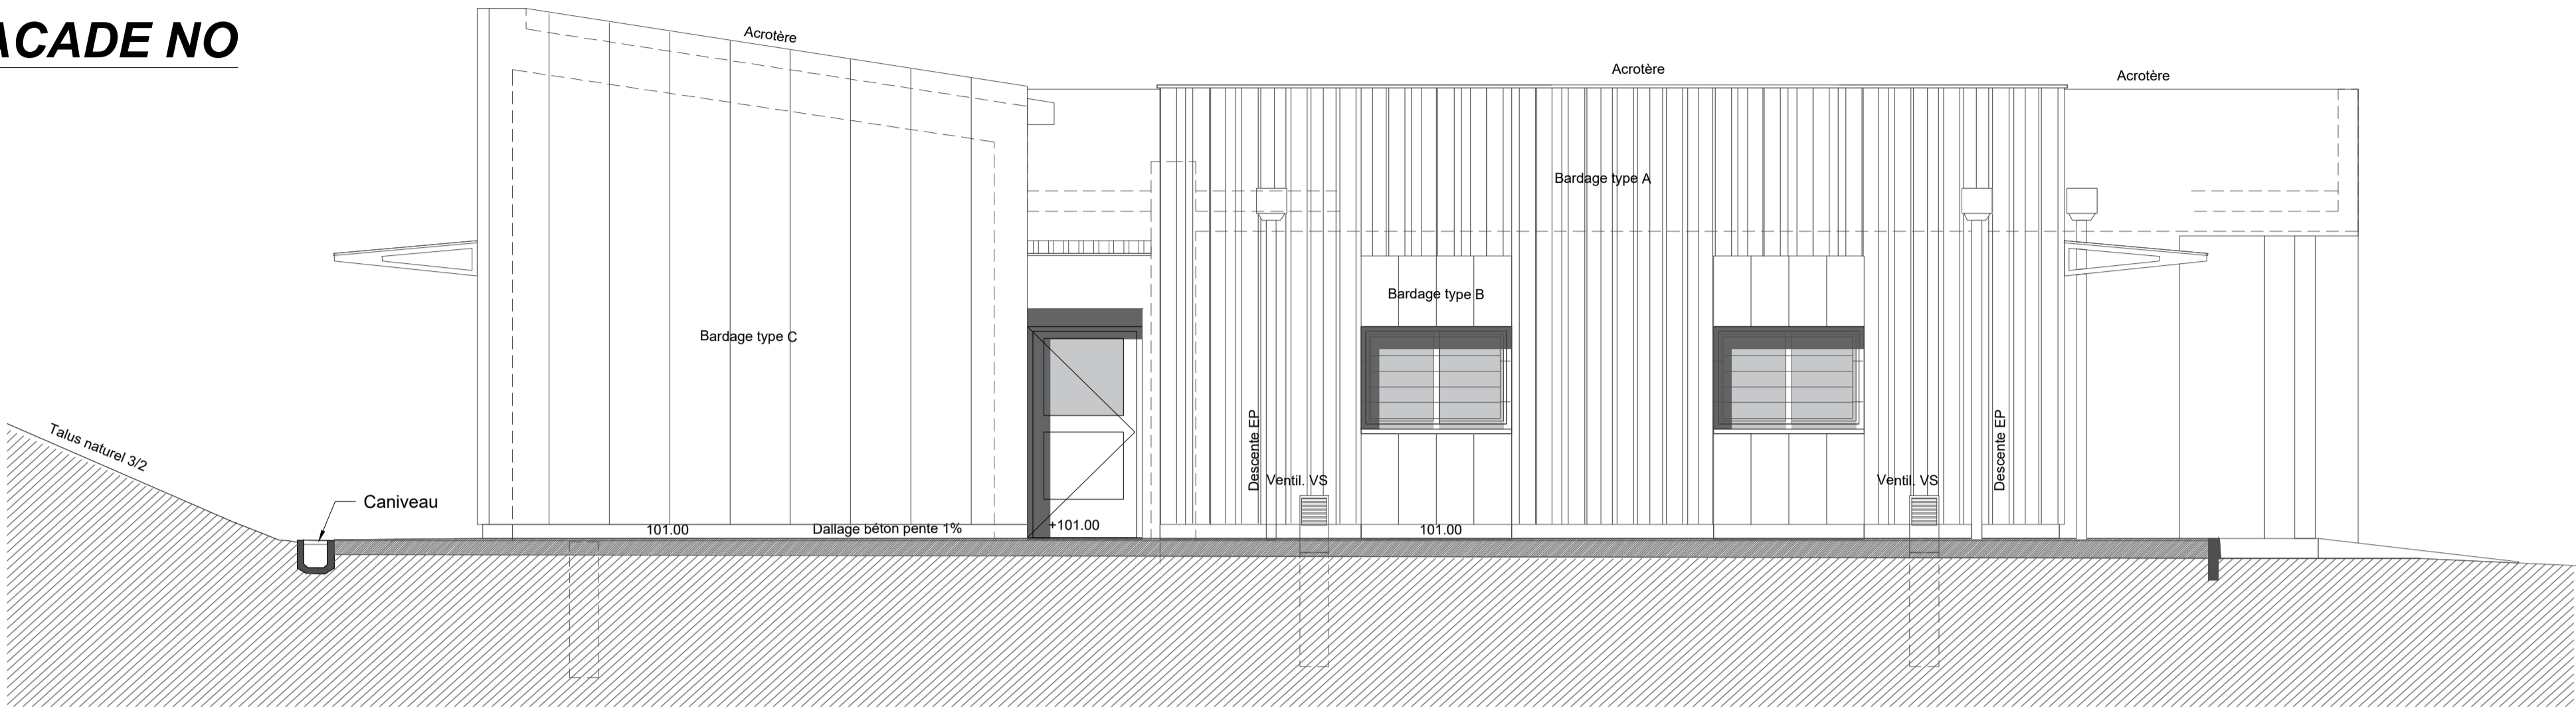 ACADE NO
Acrotère
Acrotère
Acrotère
Bardage type A
Bardage type B
Bardage type C
Talus naturel 3/2
Caniveau
Descente EP
Ventil. VS
Ventil. VS
Descente EP
101.00
Dallage béton pente 1%
+101.00
101.00